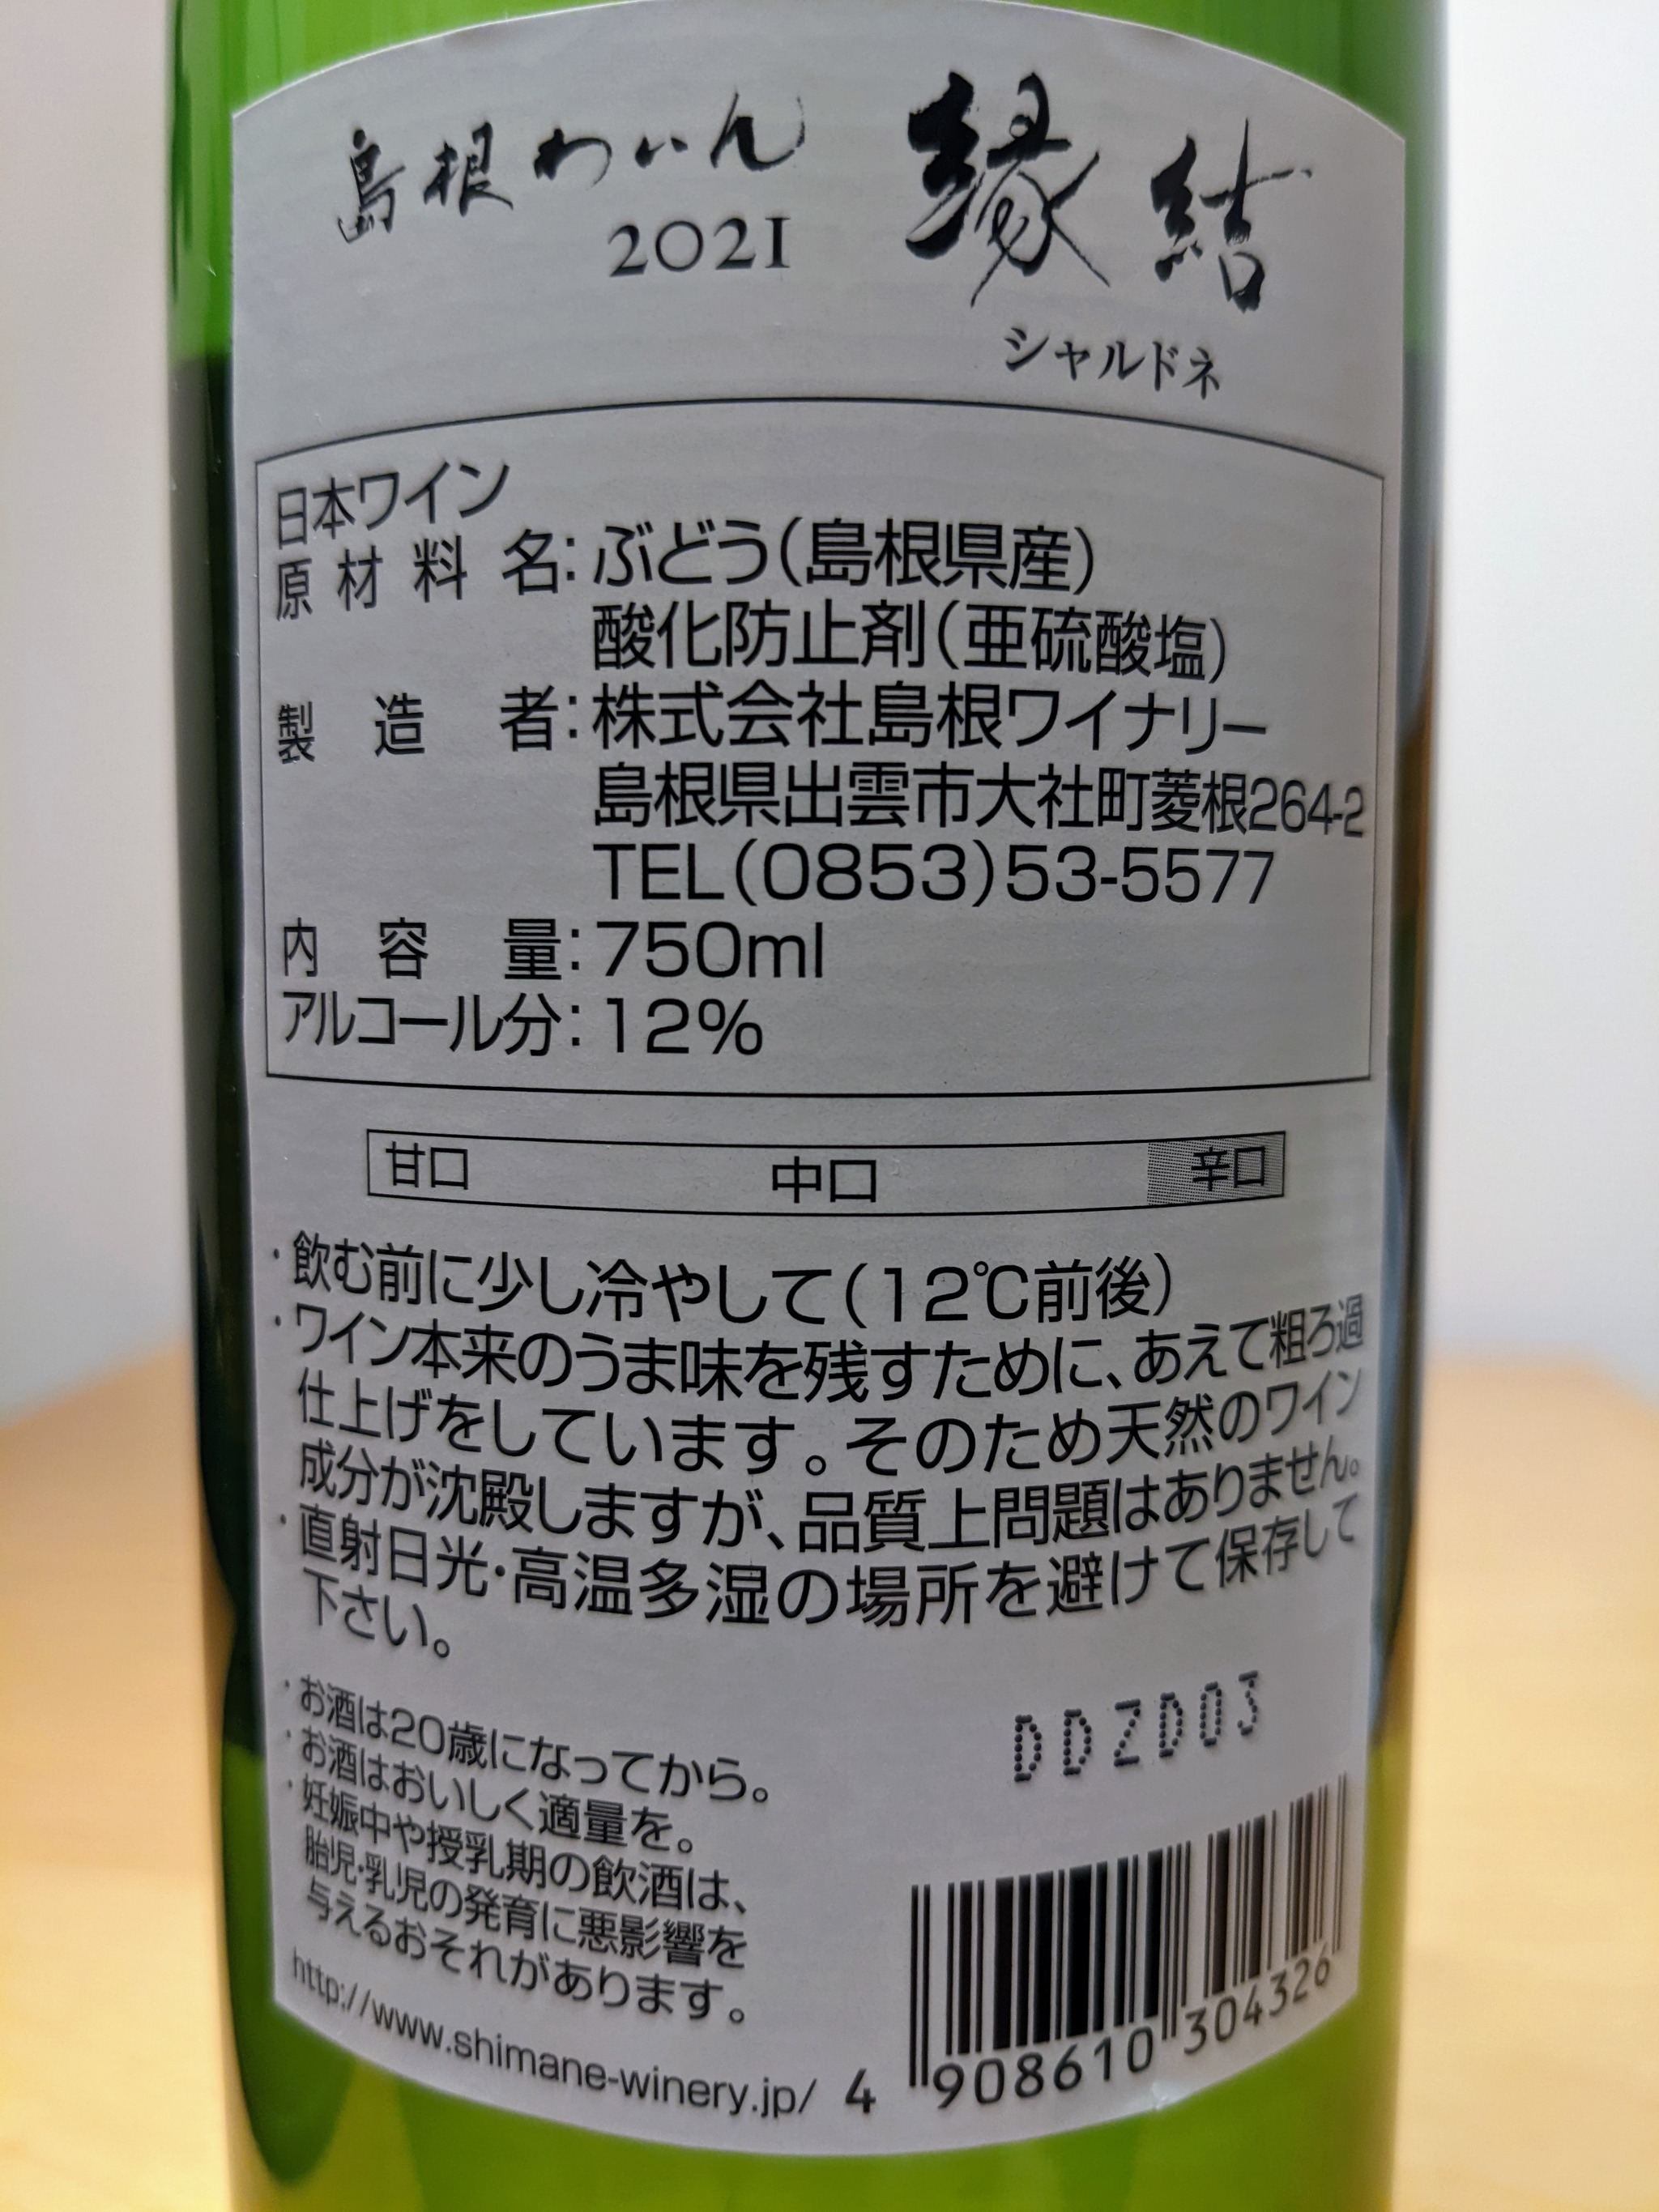 島根わいん 縁結
2021
シャルドネ
日本ワイン
原材料名：ぶどう（島根県産）
酸化防止剤（亜硫酸塩）
製造者：株式会社島根ワイナリー
島根県出雲市大社町菱根264-2
TEL（0853）53-5577
内容量：750ml
アルコール分：12%
甘口 中口 辛口
・飲む前に少し冷やして（12℃前後）
・ワイン本来のうま味を残すために、あえて粗ろ過
仕上げをしています。そのため天然のワイン
成分が沈殿しますが、品質上問題はありません。
・直射日光・高温多湿の場所を避けて保存して
下さい。
・お酒は20歳になってから。
・お酒はおいしく適量を。
・妊娠中や授乳期の飲酒は、
胎児・乳児の発育に悪影響を
与えるおそれがあります。
http://www.shimane-winery.jp/
DDZD03
4 908610 304326